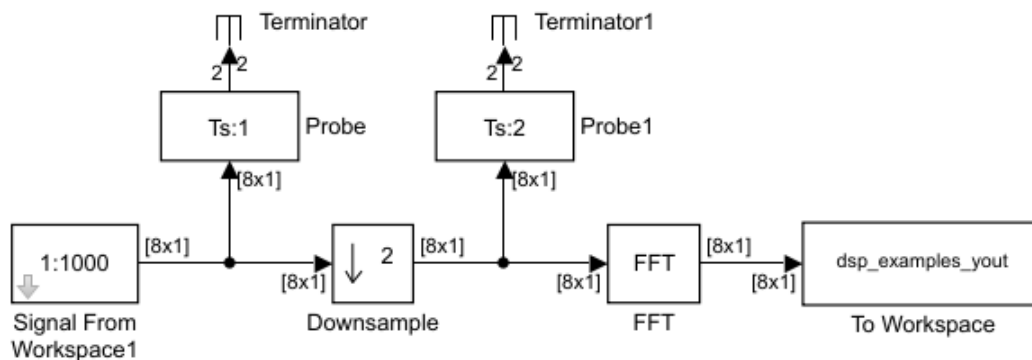 Terminator
Terminator1
2
2
2
2
Ts:1
Probe
Ts:2
Probe1
[8x1]
[8x1]
1:1000
[8x1]
[8x1]
2
[8x1]
[8x1]
FFT
[8x1]
[8x1]
dsp_examples_yout
Signal From
Workspace1
Downsample
FFT
To Workspace